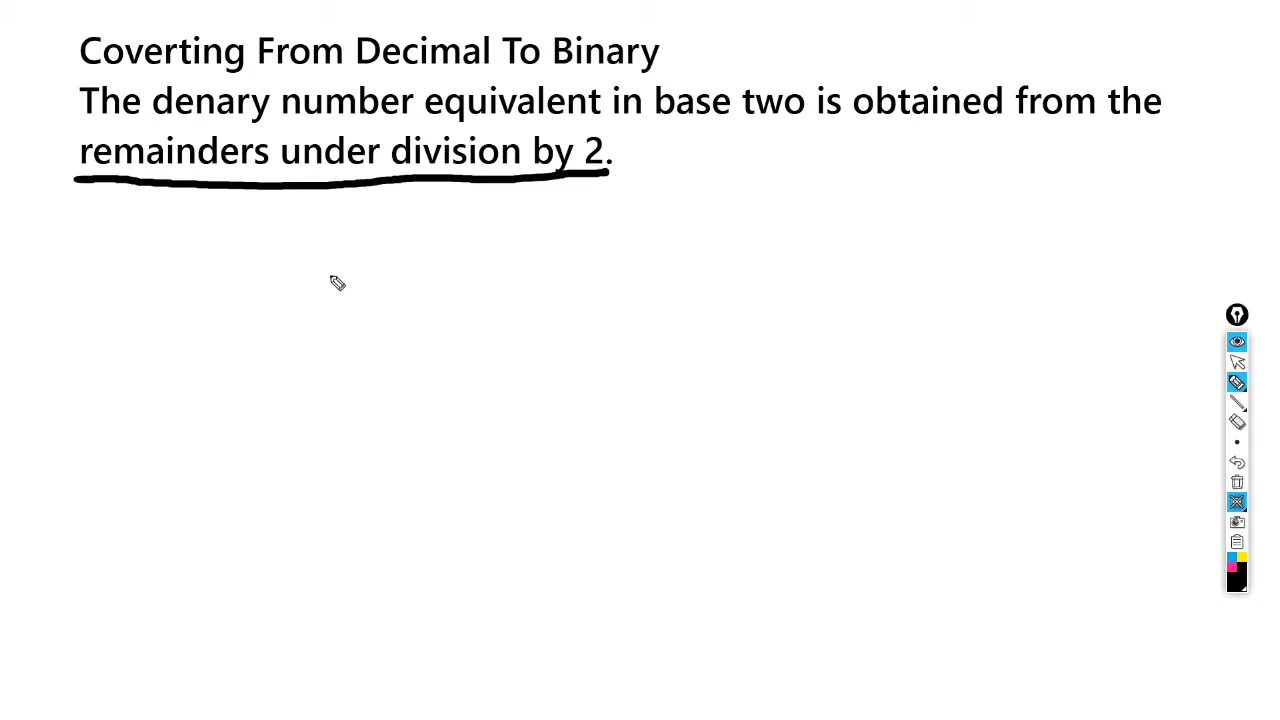 Coverting From Decimal To Binary
The denary number equivalent in base two is obtained from the
remainders under division by 2.